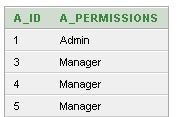 A_ID A_PERMISSIONS
1 Admin
3 Manager
4 Manager
5 Manager